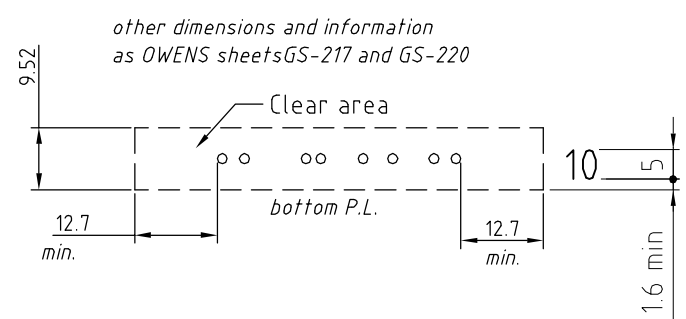 other dimensions and information
as OWENS sheetsGS-217 and GS-220
9.52
Clear area
10
5
bottom P.L.
12.7
min.
12.7
min.
1.6 min